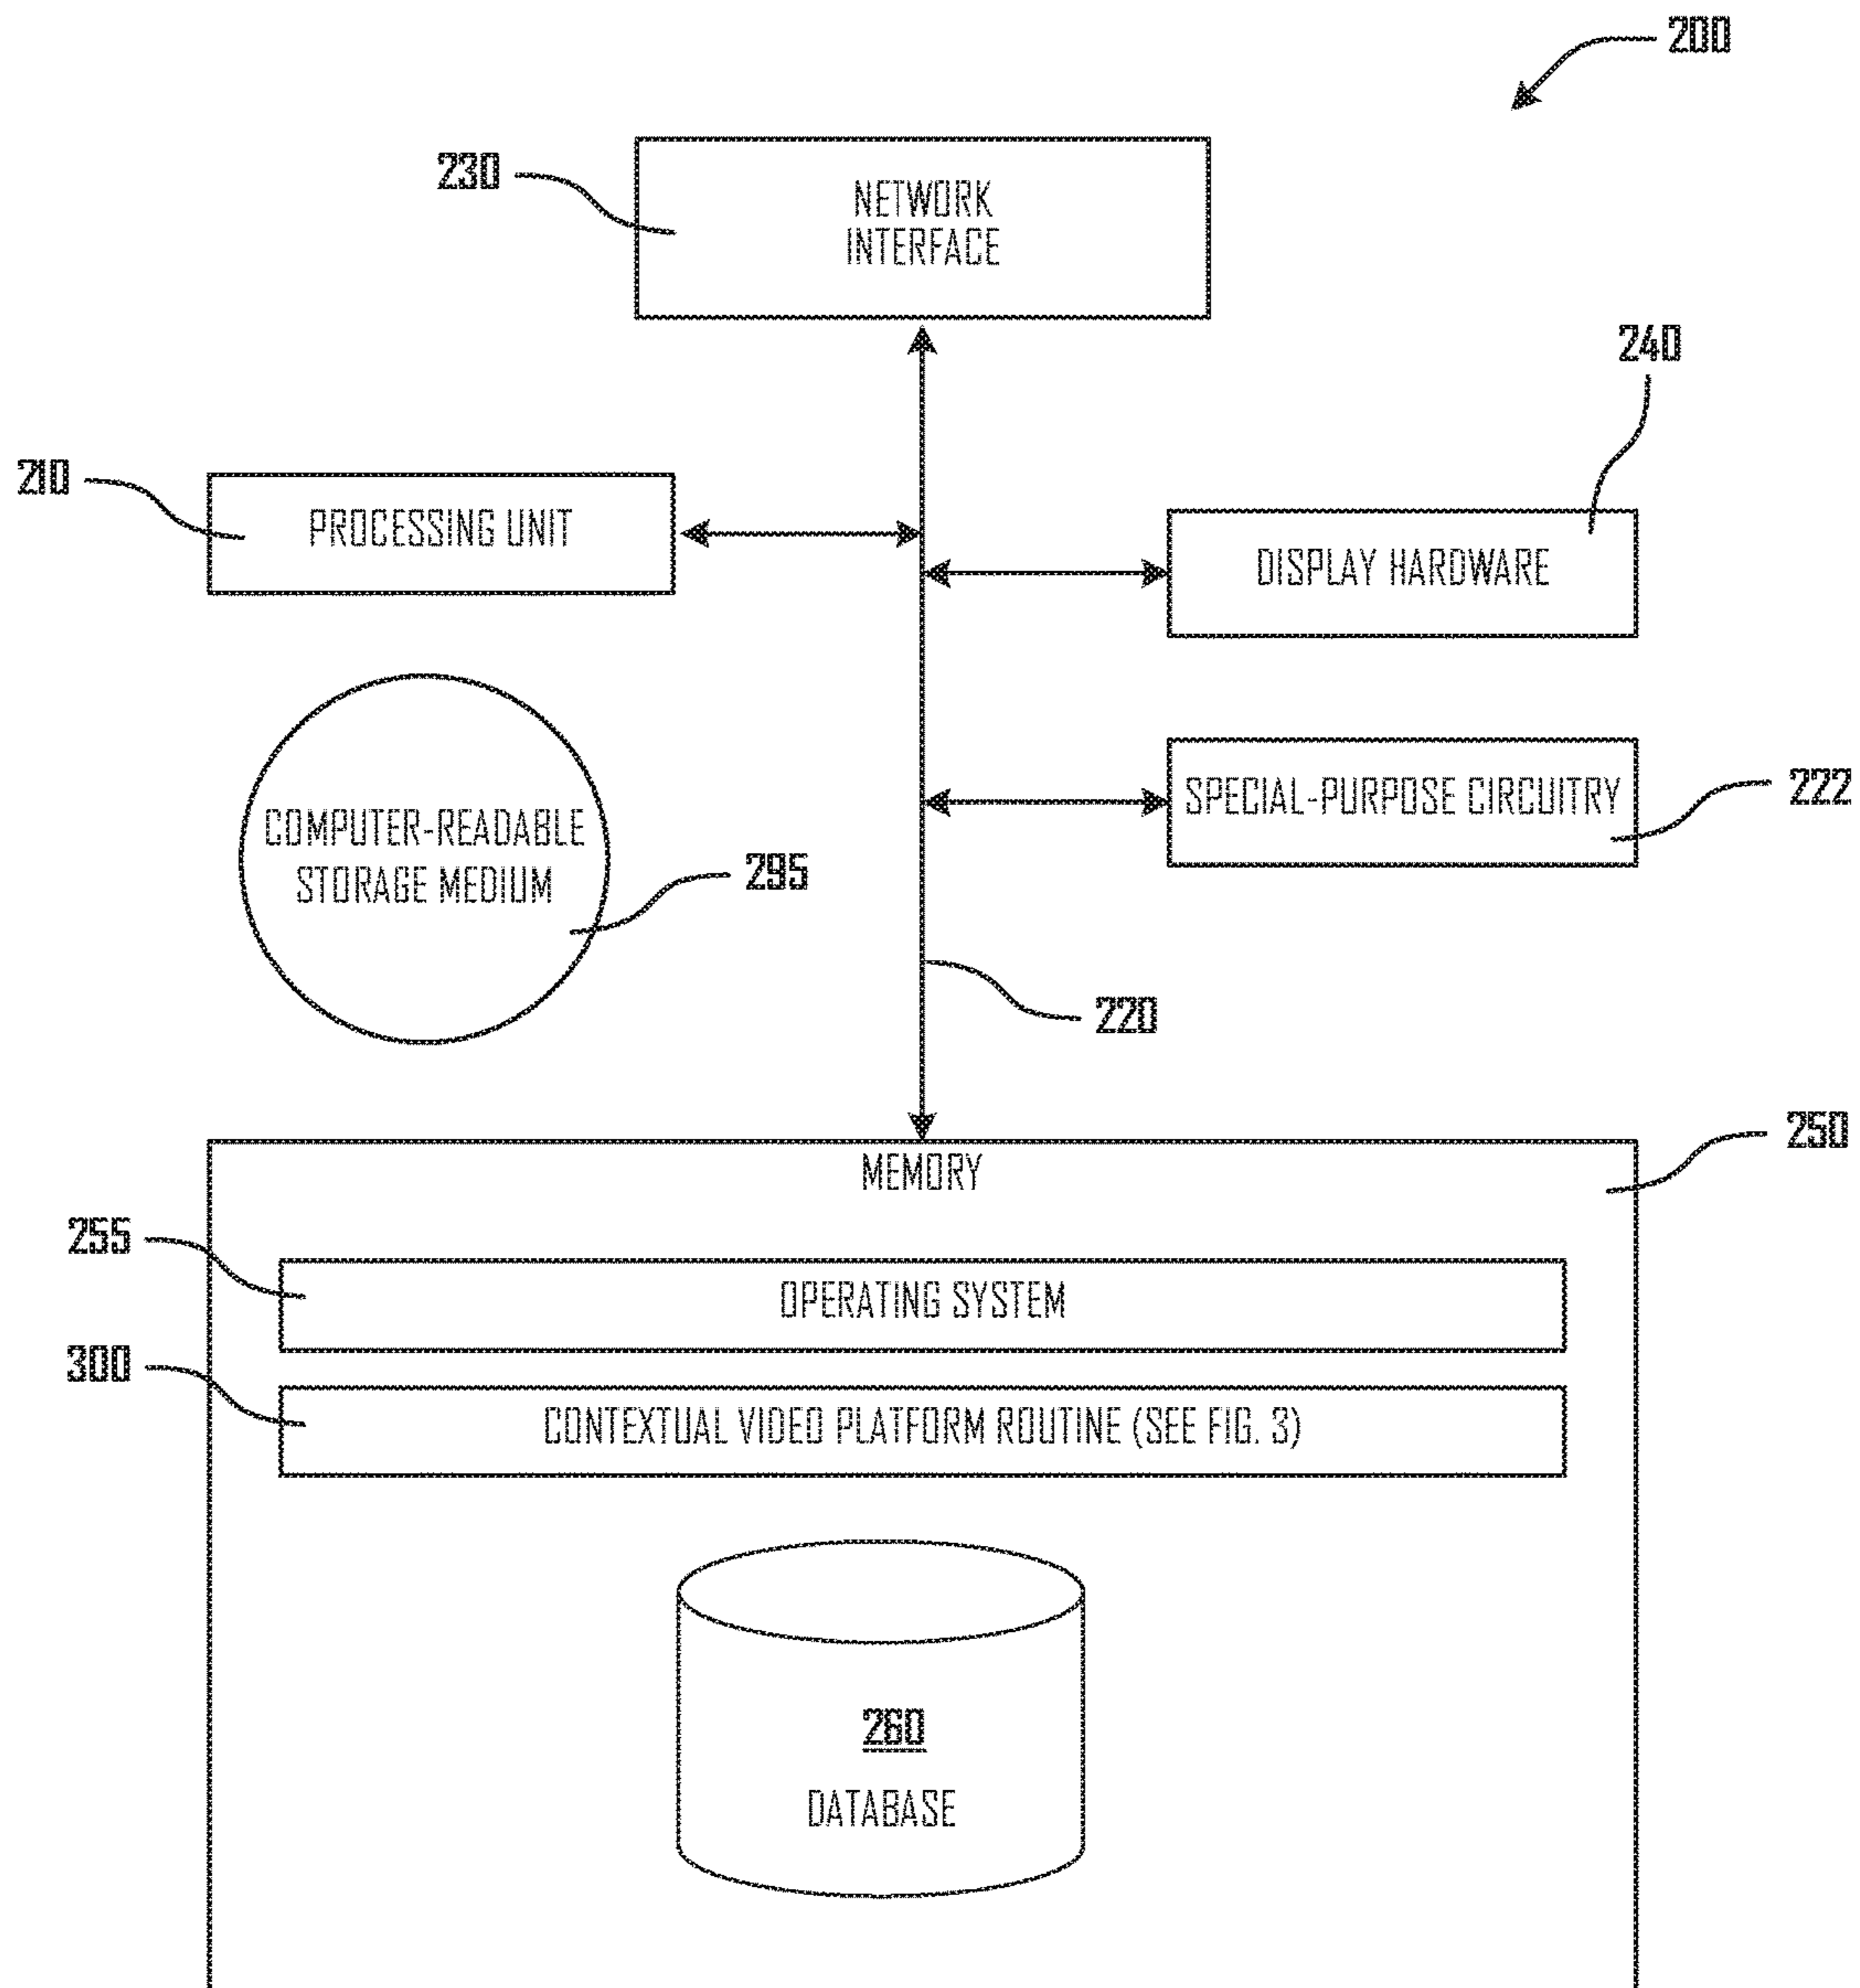 200
230
NETWORK
INTERFACE
240
210
PROCESSING UNIT
DISPLAY HARDWARE
SPECIAL-PURPOSE CIRCUITRY
222
COMPUTER-READABLE
STORAGE MEDIUM
295
220
250
MEMORY
255
OPERATING SYSTEM
300
CONTEXTUAL VIDEO PLATFORM ROUTINE (SEE FIG. 3)
260
DATABASE